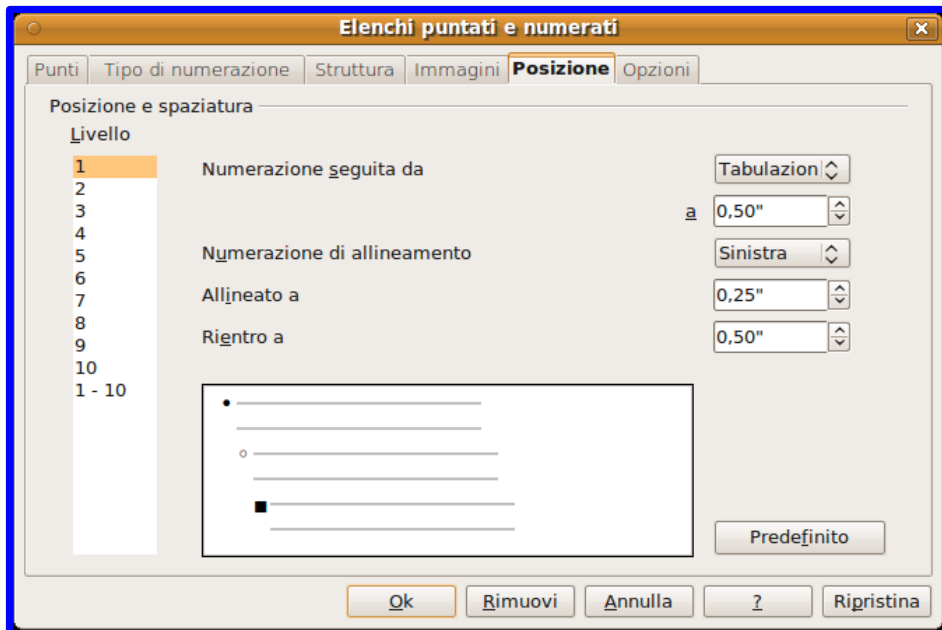 Elenchi puntati e numerati
Punti Tipo di numerazione Struttura Immagini Posizione Opzioni
Posizione e spaziatura
Livello
1
2
3
4
5
6
7
8
9
10
1 - 10
Numerazione seguita da Tabulazion
a 0,50"
Numerazione di allineamento Sinistra
Allineato a 0,25"
Rientro a 0,50"
Predefinito
Ok Rimuovi Annulla ? Ripristina